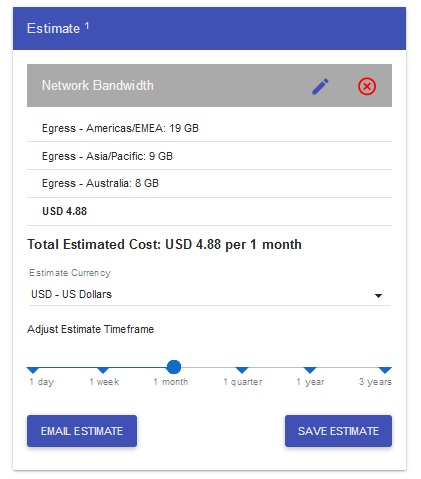 Estimate 1
Network Bandwidth
Egress - Americas/EMEA: 19 GB
Egress - Asia/Pacific: 9 GB
Egress - Australia: 8 GB
USD 4.88
Total Estimated Cost: USD 4.88 per 1 month
Estimate Currency
USD - US Dollars
Adjust Estimate Timeframe
1 day 1 week 1 month 1 quarter 1 year 3 years
EMAIL ESTIMATE SAVE ESTIMATE